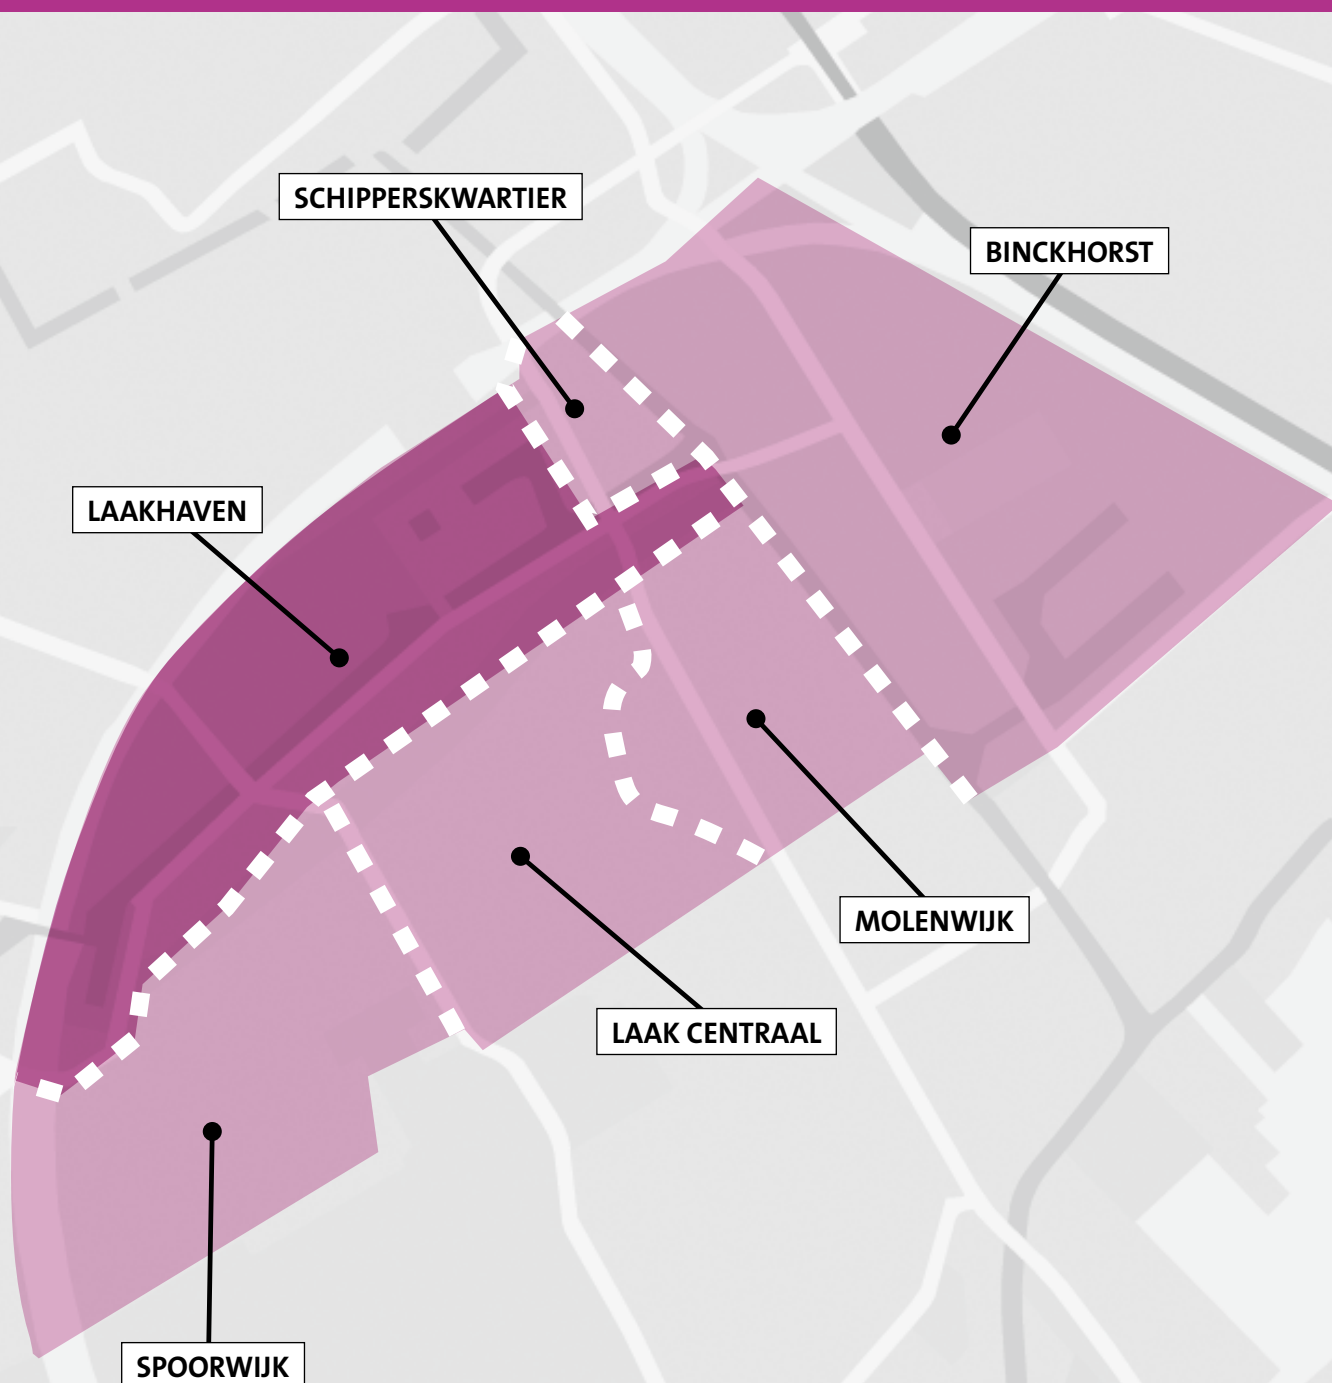 SCHIPPERSKWARTIER
BINCKHORST
LAAKHAVEN
MOLENWIJK
LAAK CENTRAAL
SPOORWIJK